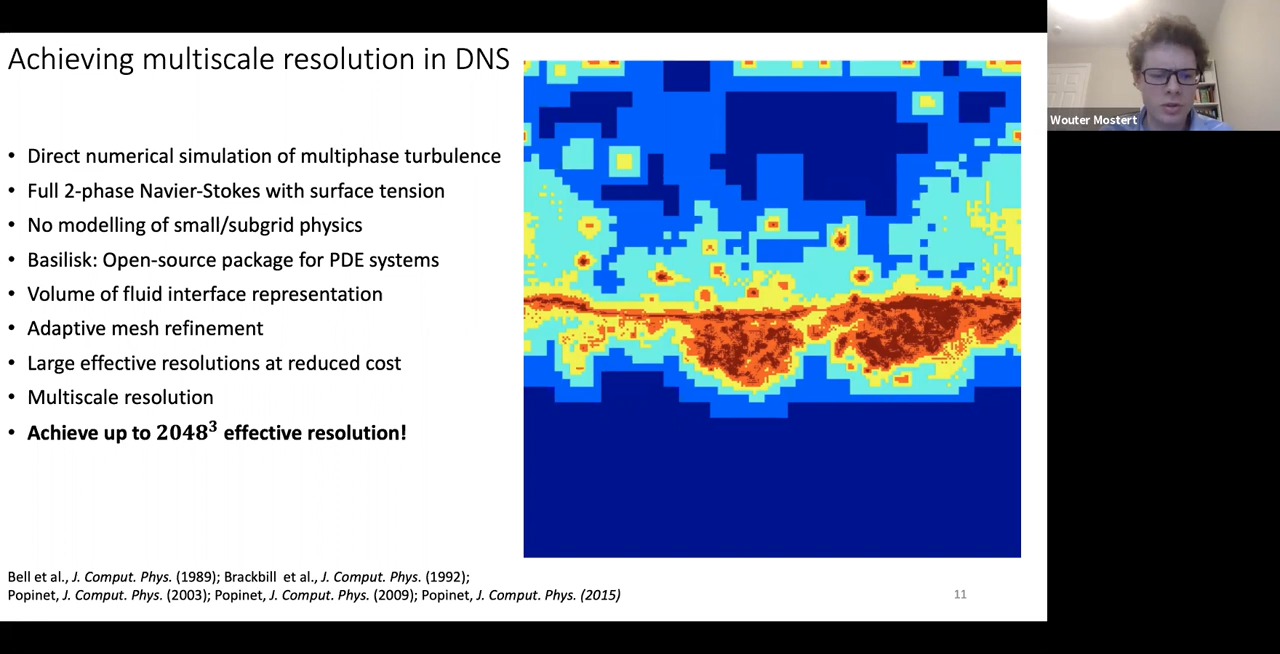 Achieving multiscale resolution in DNS
• Direct numerical simulation of multiphase turbulence
• Full 2-phase Navier-Stokes with surface tension
• No modelling of small/subgrid physics
• Basilisk: Open-source package for PDE systems
• Volume of fluid interface representation
• Adaptive mesh refinement
• Large effective resolutions at reduced cost
• Multiscale resolution
• Achieve up to 2048³ effective resolution!
Bell et al., J. Comput. Phys. (1989); Brackbill et al., J. Comput. Phys. (1992);
Popinet, J. Comput. Phys. (2003); Popinet, J. Comput. Phys. (2009); Popinet, J. Comput. Phys. (2015)
11
Wouter Mostert